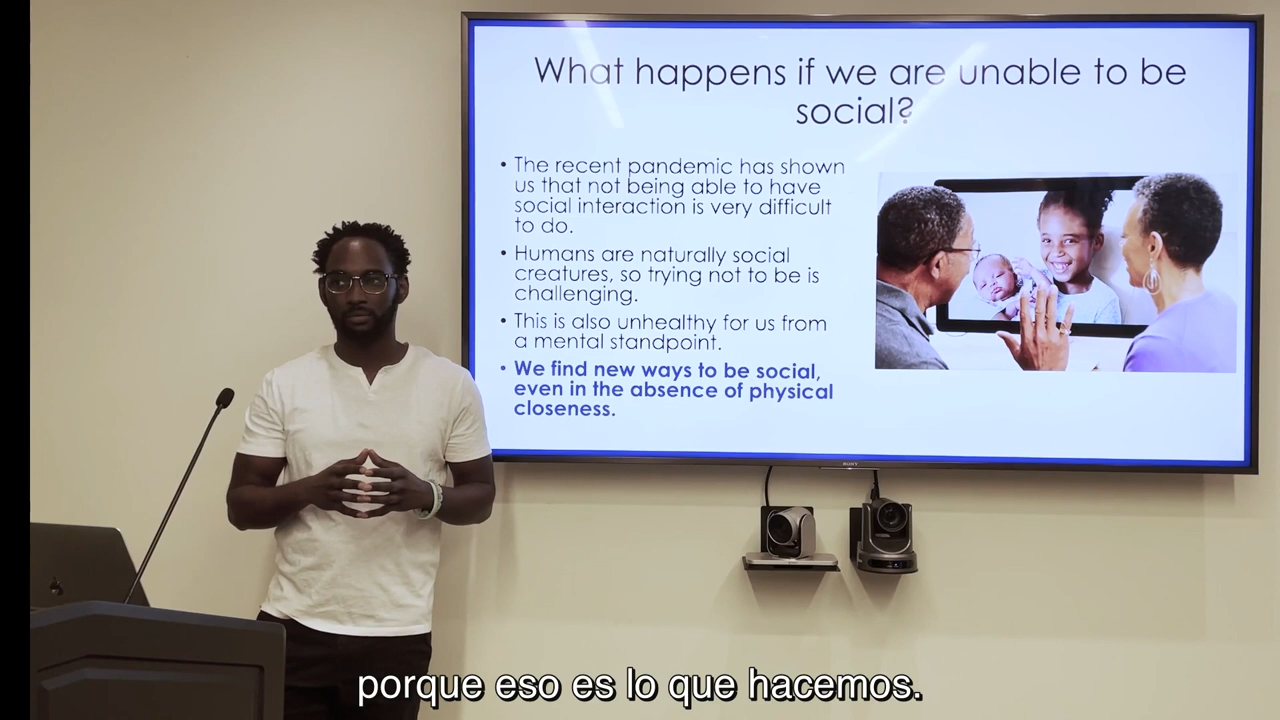 What happens if we are unable to be
social?
• The recent pandemic has shown
us that not being able to have
social interaction is very difficult
to do.
• Humans are naturally social
creatures, so trying not to be is
challenging.
• This is also unhealthy for us from
a mental standpoint.
• We find new ways to be social,
even in the absence of physical
closeness.
SONY
porque eso es lo que hacemos.